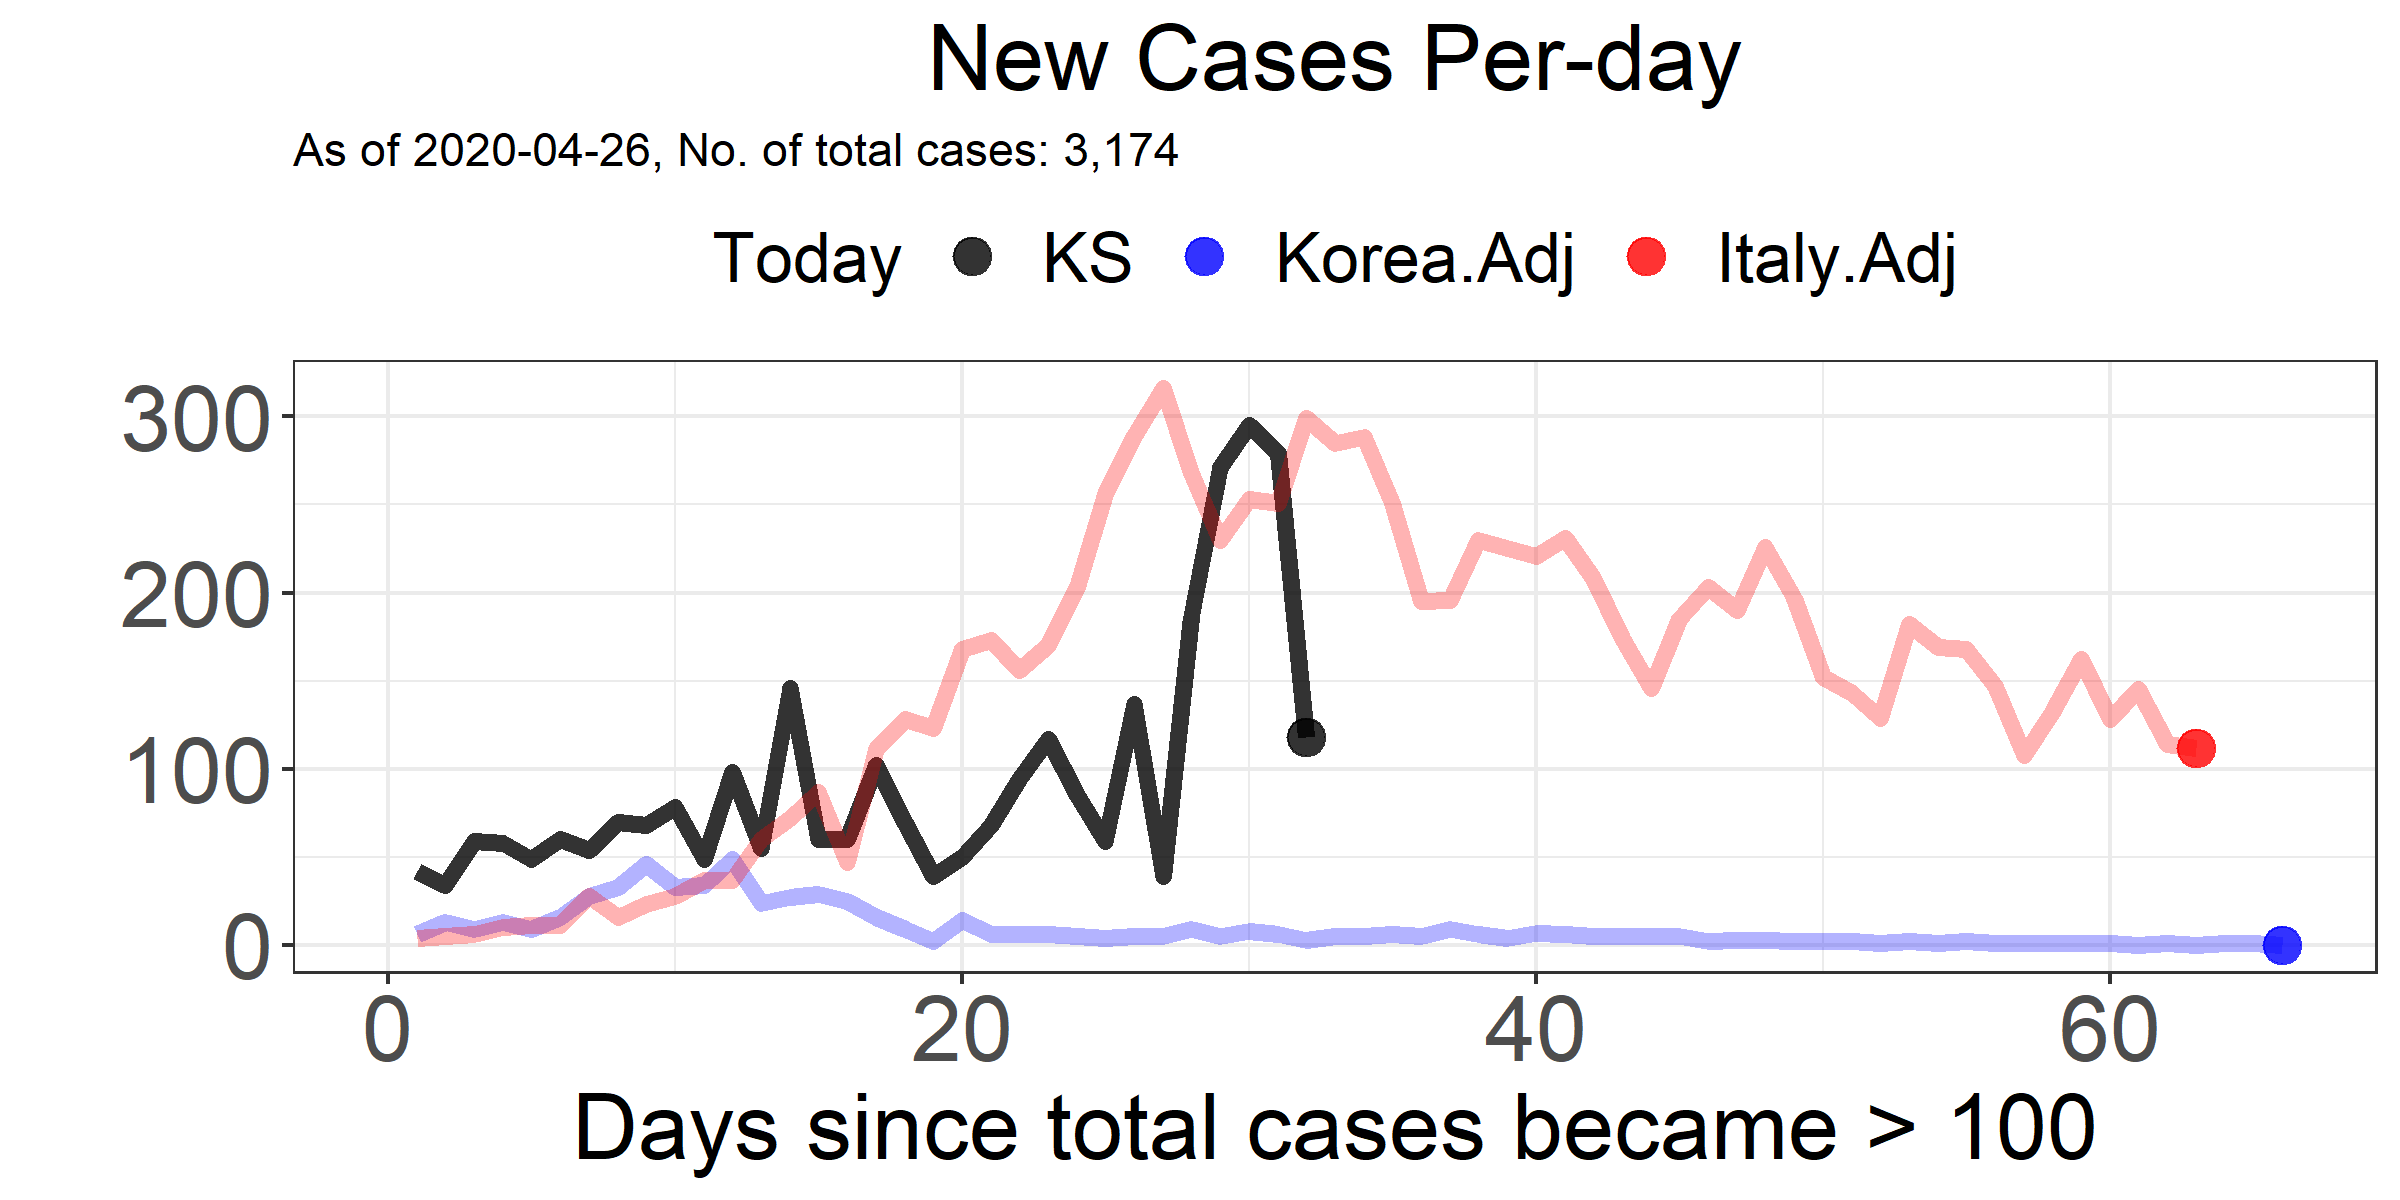 New Cases Per-day
As of 2020-04-26, No. of total cases: 3,174
Today KS Korea.Adj Italy.Adj
300
200
100
0
0 20 40 60
Days since total cases became > 100